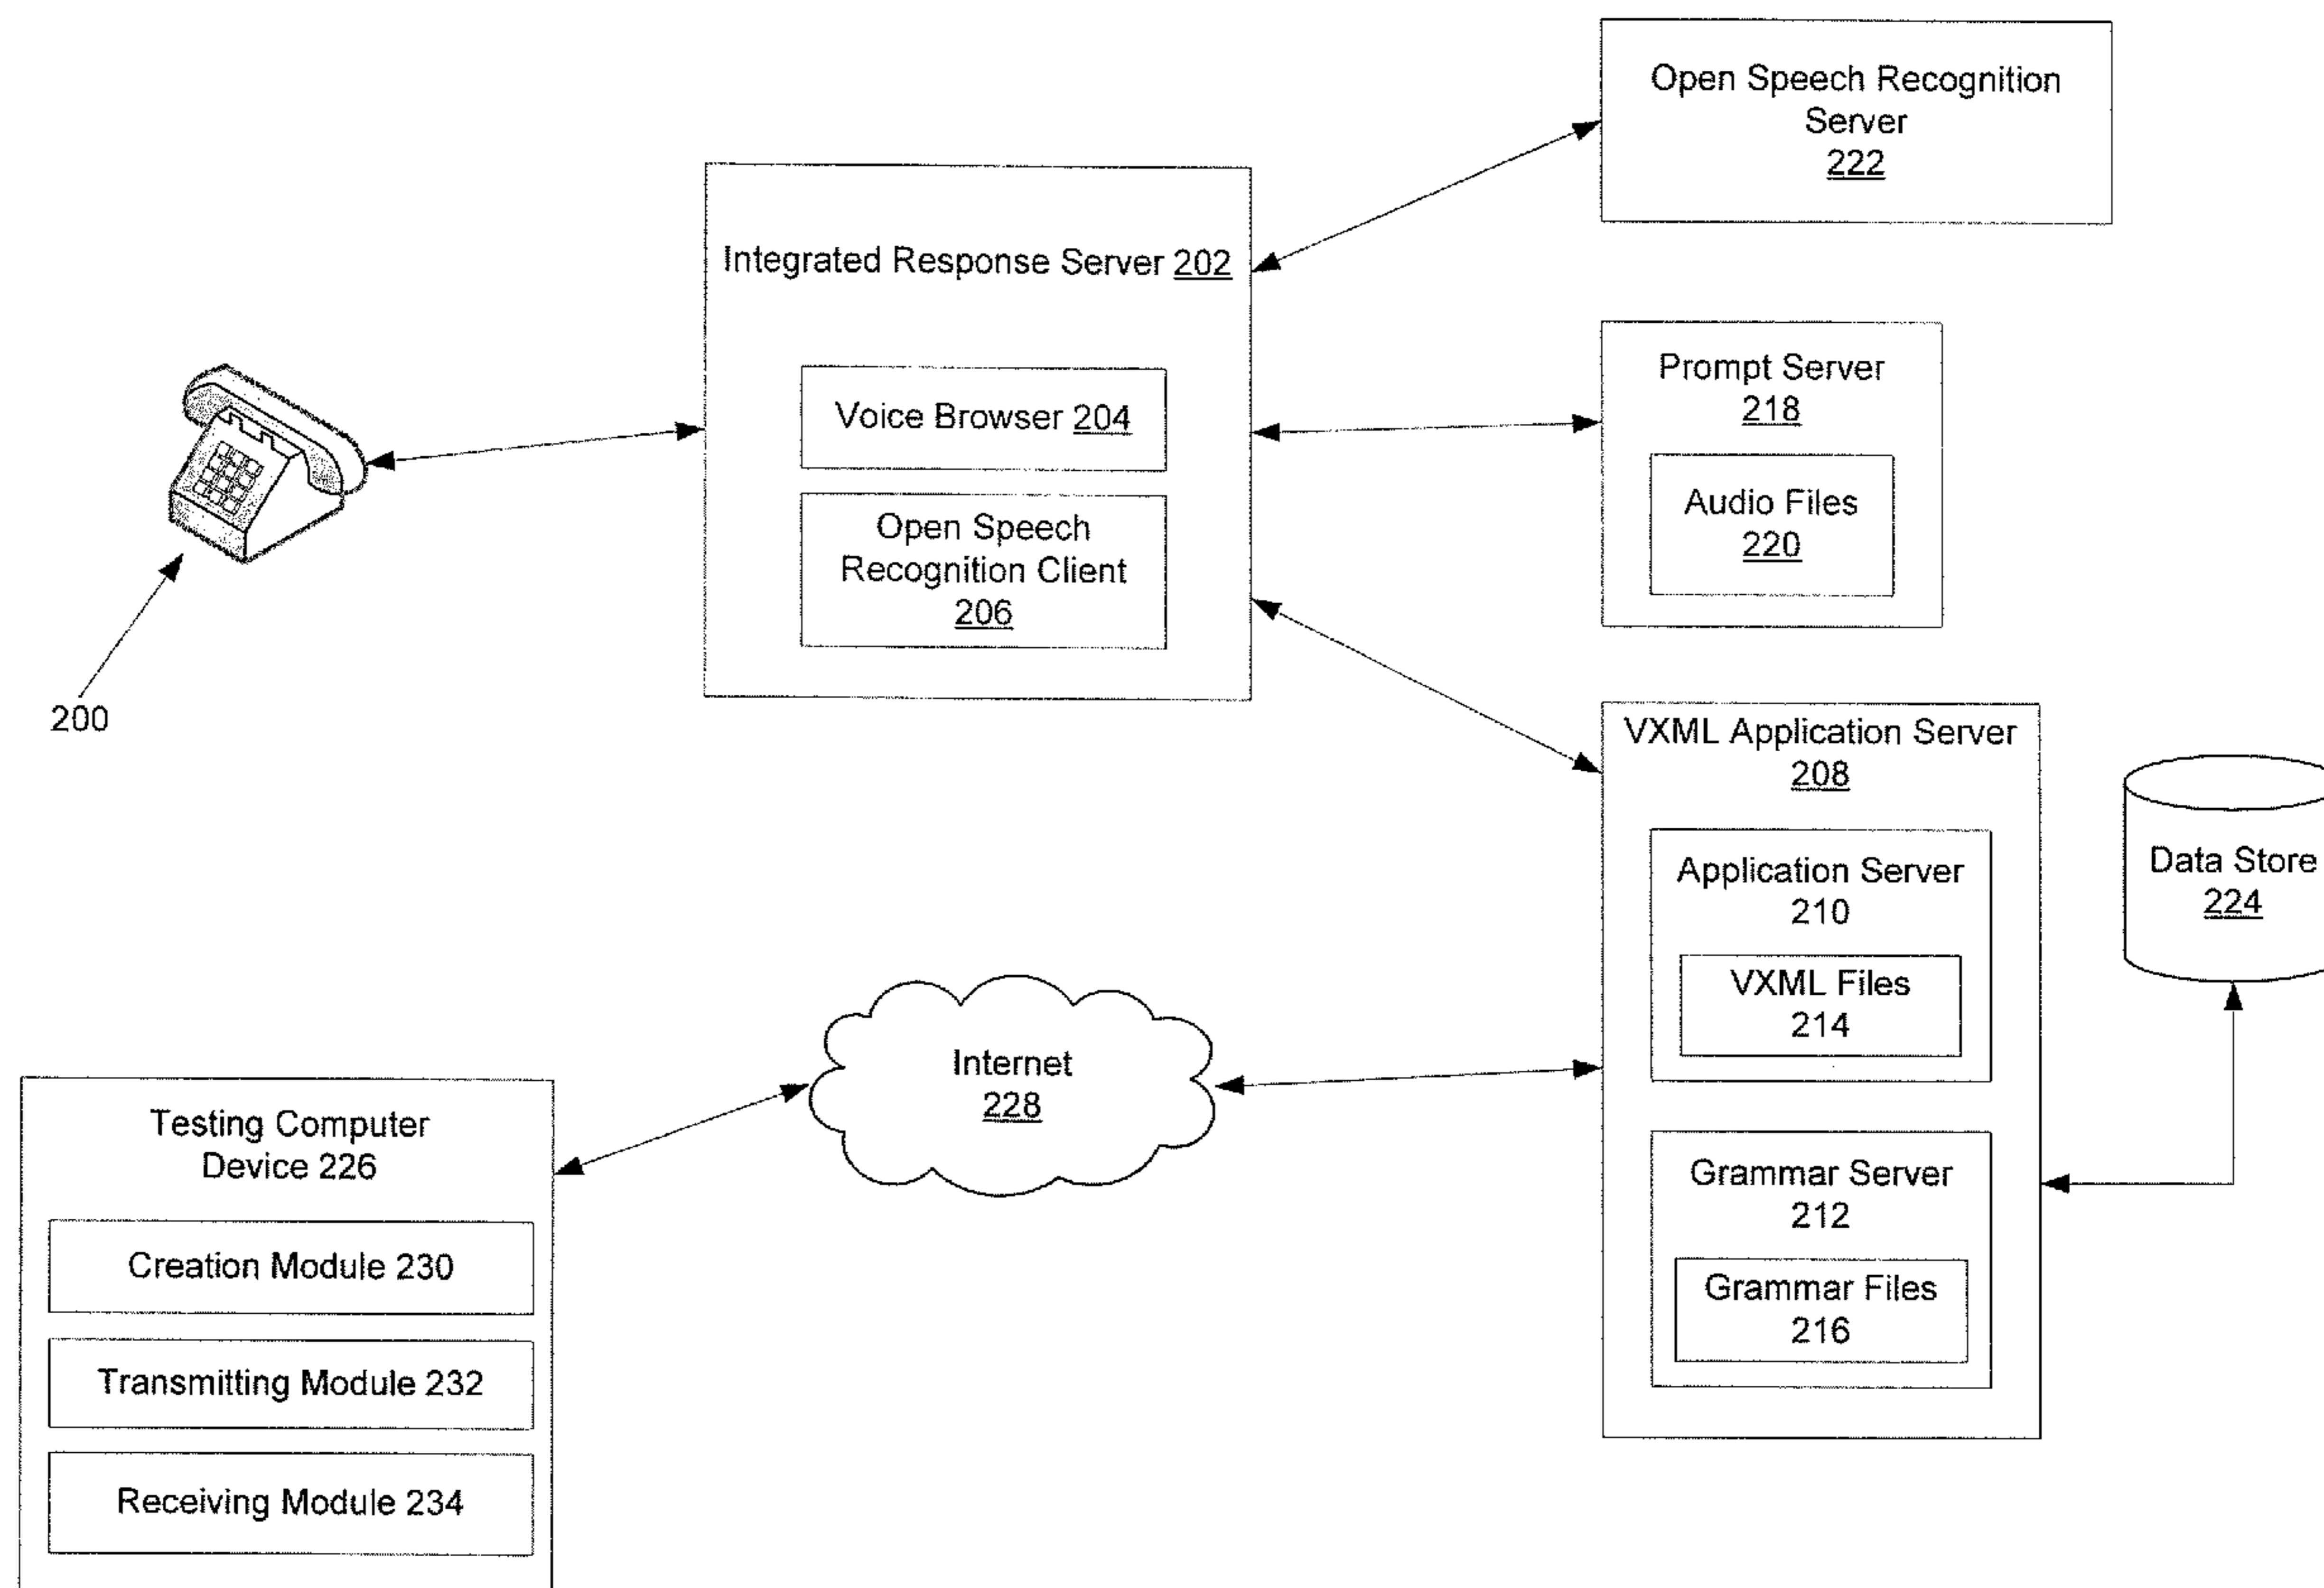 Open Speech Recognition
Server
222
Integrated Response Server 202
Voice Browser 204
Open Speech
Recognition Client
206
Prompt Server
218
Audio Files
220
200
VXML Application Server
208
Application Server
210
VXML Files
214
Grammar Server
212
Grammar Files
216
Data Store
224
Internet
228
Testing Computer
Device 226
Creation Module 230
Transmitting Module 232
Receiving Module 234